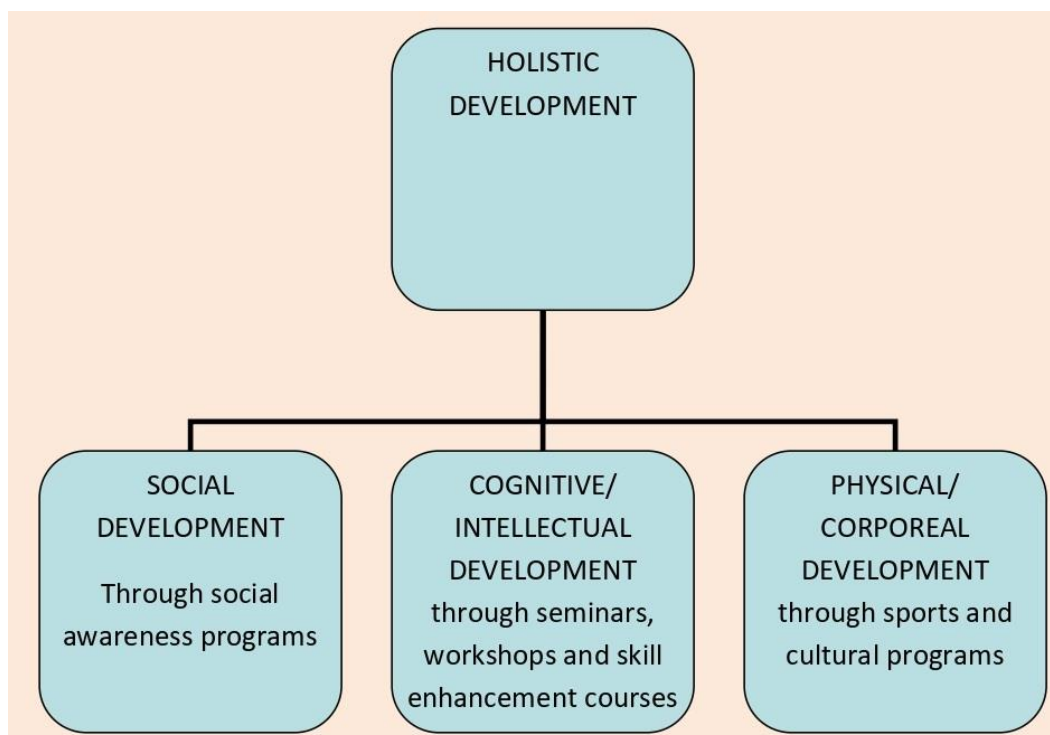 HOLISTIC
DEVELOPMENT
SOCIAL
DEVELOPMENT
Through social
awareness programs
COGNITIVE/
INTELLECTUAL
DEVELOPMENT
through seminars,
workshops and skill
enhancement courses
PHYSICAL/
CORPOREAL
DEVELOPMENT
through sports and
cultural programs